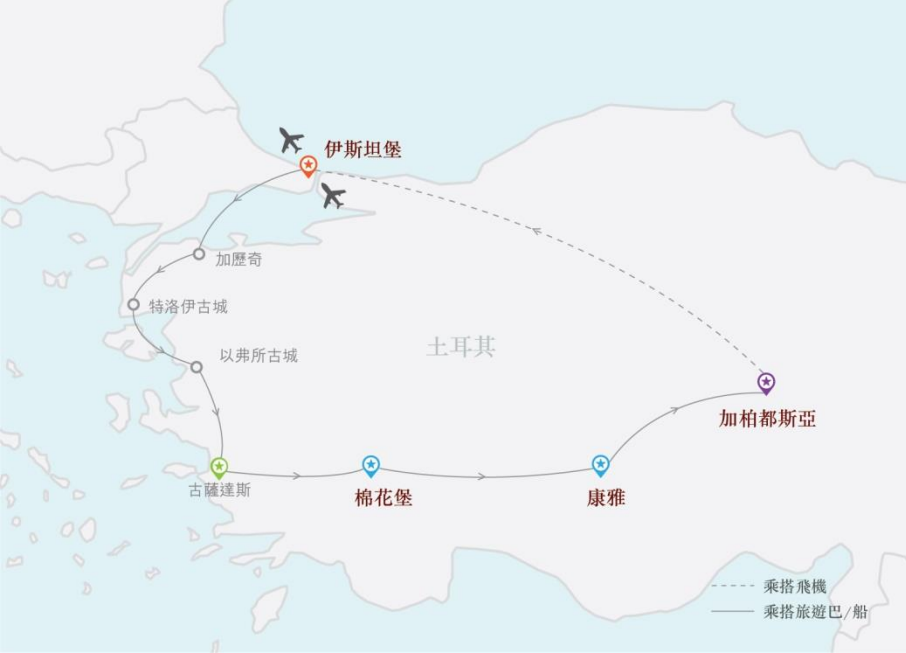 伊斯坦堡
加歷奇
特洛伊古城
以弗所古城
土耳其
加柏都斯亞
古薩達斯
棉花堡
康雅
乘搭飛機
乘搭旅遊巴/船